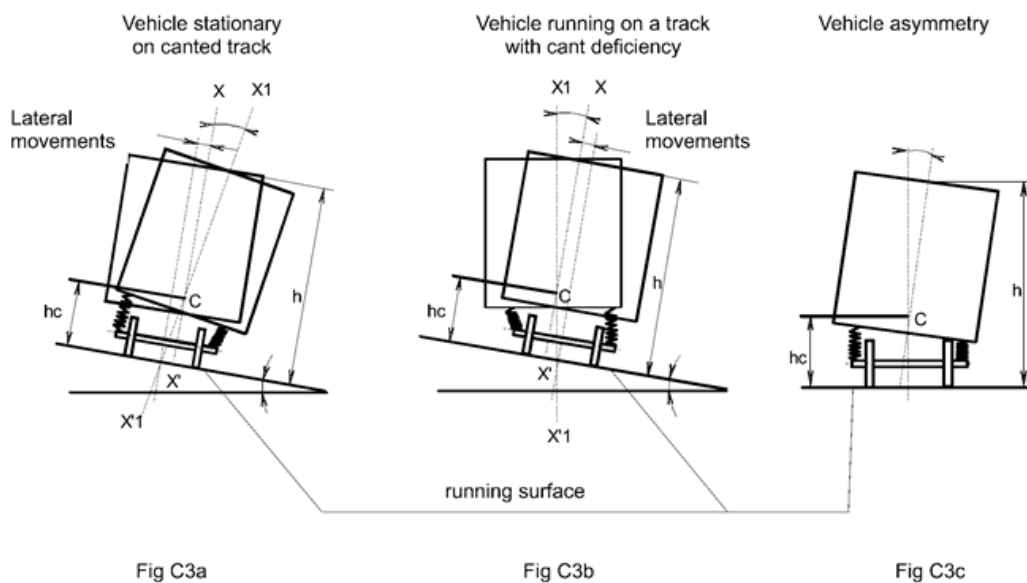 Vehicle stationary
on canted track
Vehicle running on a track
with cant deficiency
Vehicle asymmetry
X X1
X1 X
Lateral
movements
Lateral
movements
h
h
h
C
C
C
hc
hc
hc
X'
X'
X'1
X'1
running surface
Fig C3a
Fig C3b
Fig C3c